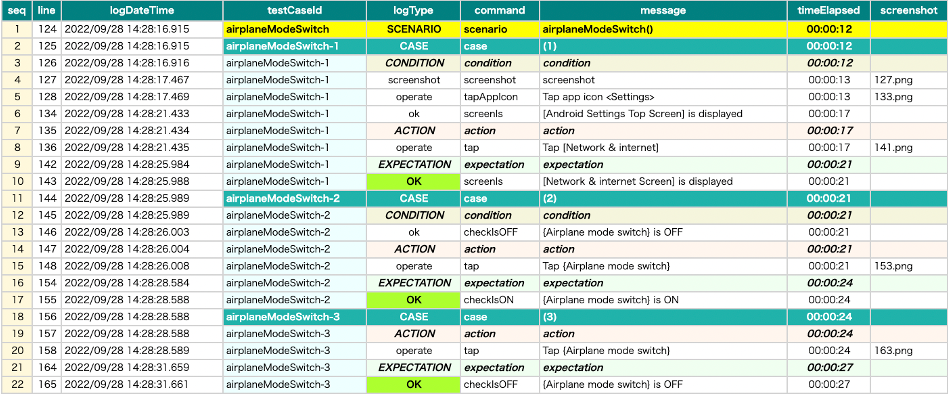 seq line logDateTime testCaseId logType command message timeElapsed screenshot
1 124 2022/09/28 14:28:16.915 airplaneModeSwitch SCENARIO scenario airplaneModeSwitch() 00:00:12
2 125 2022/09/28 14:28:16.915 airplaneModeSwitch-1 CASE case (1) 00:00:12
3 126 2022/09/28 14:28:16.916 airplaneModeSwitch-1 CONDITION condition condition 00:00:12
4 127 2022/09/28 14:28:17.467 airplaneModeSwitch-1 screenshot screenshot screenshot 00:00:13 127.png
5 128 2022/09/28 14:28:17.469 airplaneModeSwitch-1 operate tapAppIcon Tap app icon <Settings> 00:00:13 133.png
6 134 2022/09/28 14:28:21.433 airplaneModeSwitch-1 ok screenIs [Android Settings Top Screen] is displayed 00:00:17
7 135 2022/09/28 14:28:21.434 airplaneModeSwitch-1 ACTION action action 00:00:17
8 136 2022/09/28 14:28:21.435 airplaneModeSwitch-1 operate tap Tap [Network & internet] 00:00:17 141.png
9 142 2022/09/28 14:28:25.984 airplaneModeSwitch-1 EXPECTATION expectation expectation 00:00:21
10 143 2022/09/28 14:28:25.988 airplaneModeSwitch-1 OK screenIs [Network & internet Screen] is displayed 00:00:21
11 144 2022/09/28 14:28:25.989 airplaneModeSwitch-2 CASE case (2) 00:00:21
12 145 2022/09/28 14:28:25.989 airplaneModeSwitch-2 CONDITION condition condition 00:00:21
13 146 2022/09/28 14:28:26.003 airplaneModeSwitch-2 ok checkIsOFF {Airplane mode switch} is OFF 00:00:21
14 147 2022/09/28 14:28:26.004 airplaneModeSwitch-2 ACTION action action 00:00:21
15 148 2022/09/28 14:28:26.008 airplaneModeSwitch-2 operate tap Tap {Airplane mode switch} 00:00:21 153.png
16 154 2022/09/28 14:28:28.584 airplaneModeSwitch-2 EXPECTATION expectation expectation 00:00:24
17 155 2022/09/28 14:28:28.588 airplaneModeSwitch-2 OK checkIsON {Airplane mode switch} is ON 00:00:24
18 156 2022/09/28 14:28:28.588 airplaneModeSwitch-3 CASE case (3) 00:00:24
19 157 2022/09/28 14:28:28.588 airplaneModeSwitch-3 ACTION action action 00:00:24
20 158 2022/09/28 14:28:28.589 airplaneModeSwitch-3 operate tap Tap {Airplane mode switch} 00:00:24 163.png
21 164 2022/09/28 14:28:31.659 airplaneModeSwitch-3 EXPECTATION expectation expectation 00:00:27
22 165 2022/09/28 14:28:31.661 airplaneModeSwitch-3 OK checkIsOFF {Airplane mode switch} is OFF 00:00:27